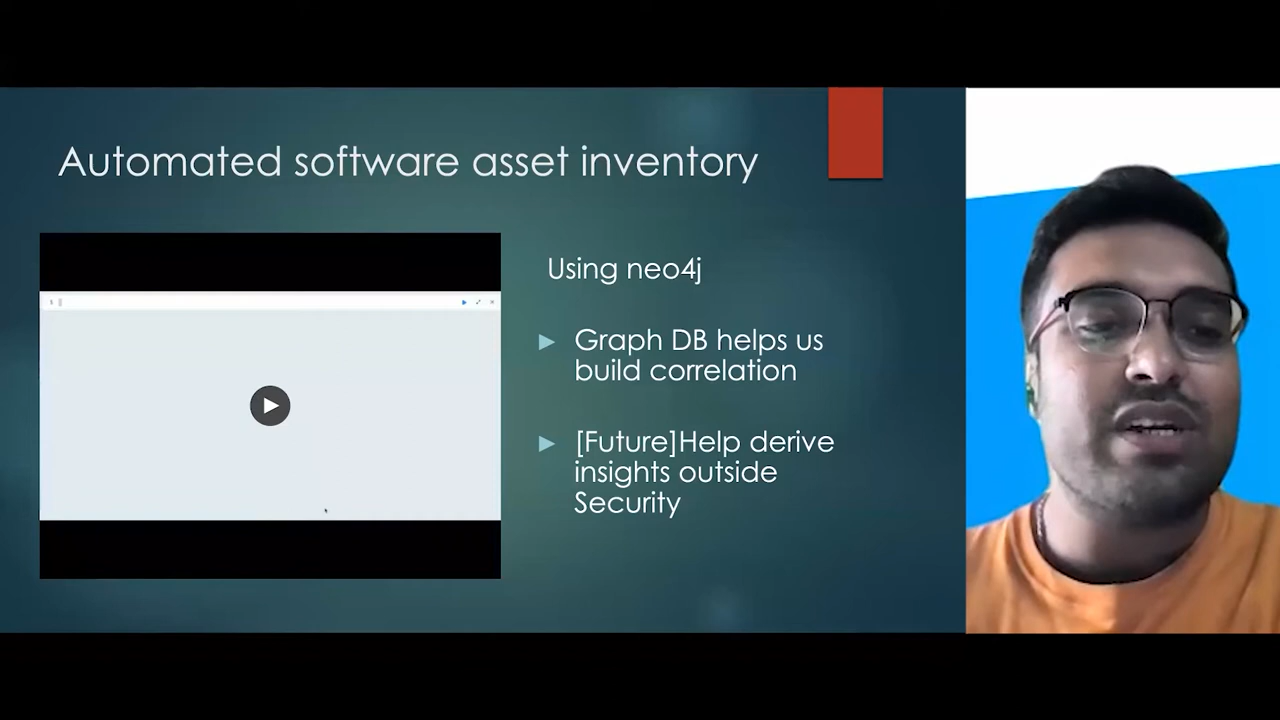 Automated software asset inventory
Using neo4j
Graph DB helps us
build correlation
[Future]Help derive
insights outside
Security